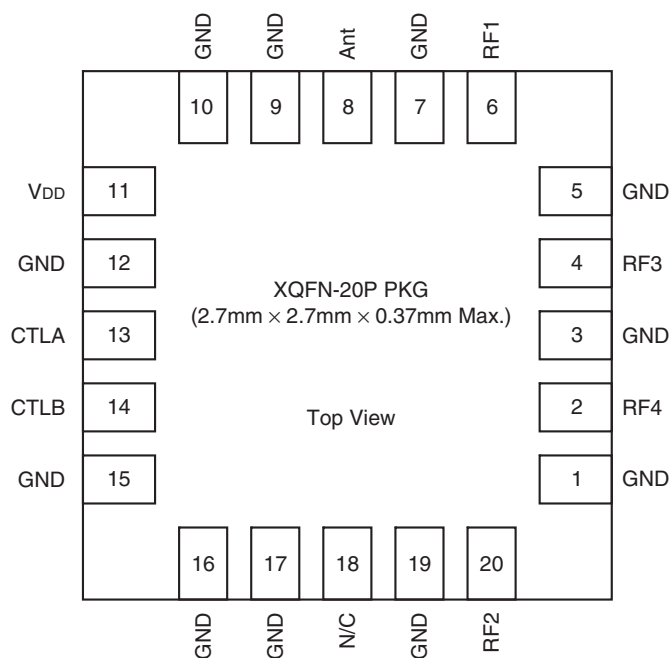 GND GND Ant GND RF1
10 9 8 7 6
VDD 11 5 GND
GND 12 4 RF3
XQFN-20P PKG
(2.7mm × 2.7mm × 0.37mm Max.)
CTLA 13 3 GND
CTLB 14 2 RF4
Top View
GND 15 1 GND
16 17 18 19 20
GND GND N/C GND RF2